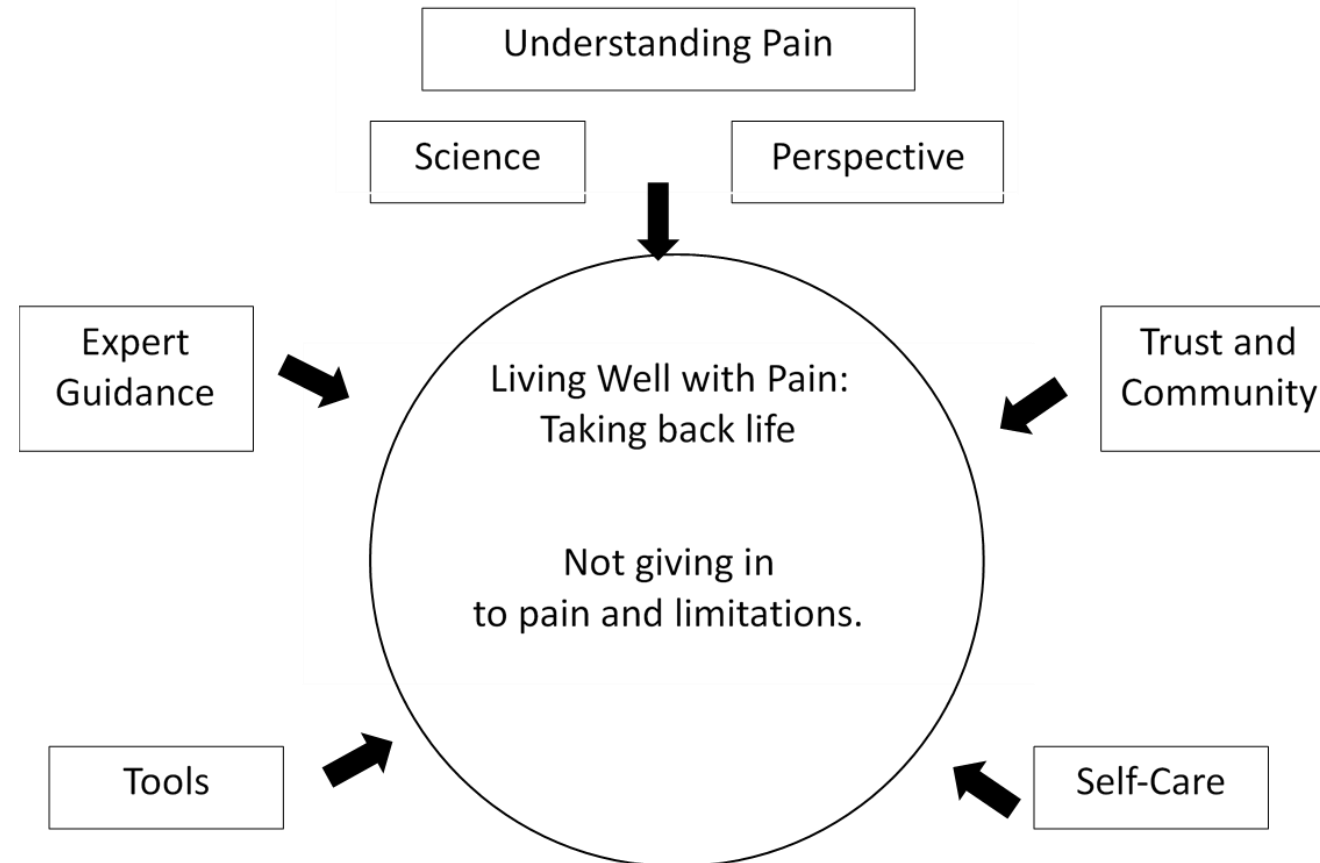 Understanding Pain
Science
Perspective
Expert
Guidance
Trust and
Community
Living Well with Pain:
Taking back life
Not giving in
to pain and limitations.
Tools
Self-Care